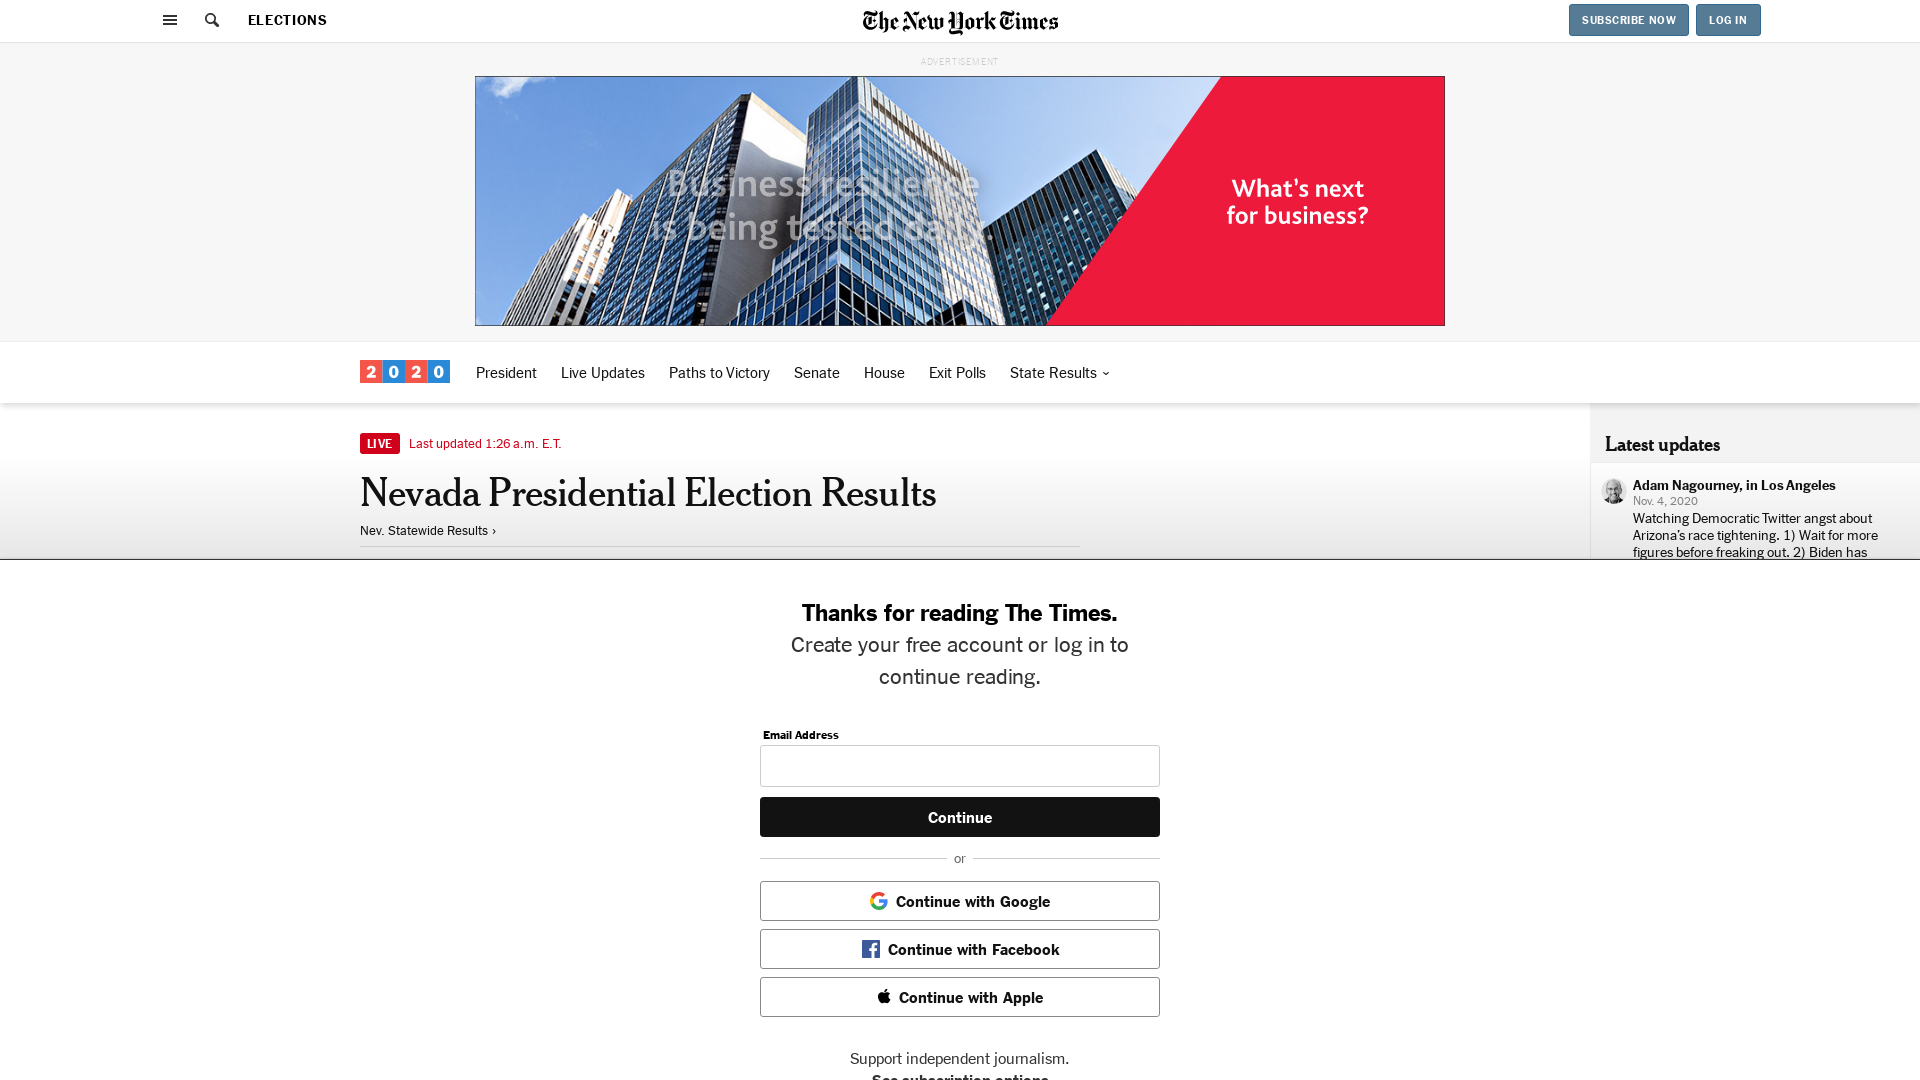 ELECTIONS
The New York Times
SUBSCRIBE NOW
LOG IN
ADVERTISEMENT
Business resilience
is being tested daily.
What's next
for business?
2020
President
Live Updates
Paths to Victory
Senate
House
Exit Polls
State Results
LIVE
Last updated 1:26 a.m. E.T.
Nevada Presidential Election Results
Nev. Statewide Results ›
Latest updates
Adam Nagourney, in Los Angeles
Nov. 4, 2020
Watching Democratic Twitter angst about
Arizona's race tightening. 1) Wait for more
figures before freaking out. 2) Biden has
Thanks for reading The Times.
Create your free account or log in to
continue reading.
Email Address
Continue
or
Continue with Google
Continue with Facebook
Continue with Apple
Support independent journalism.
See subscription options